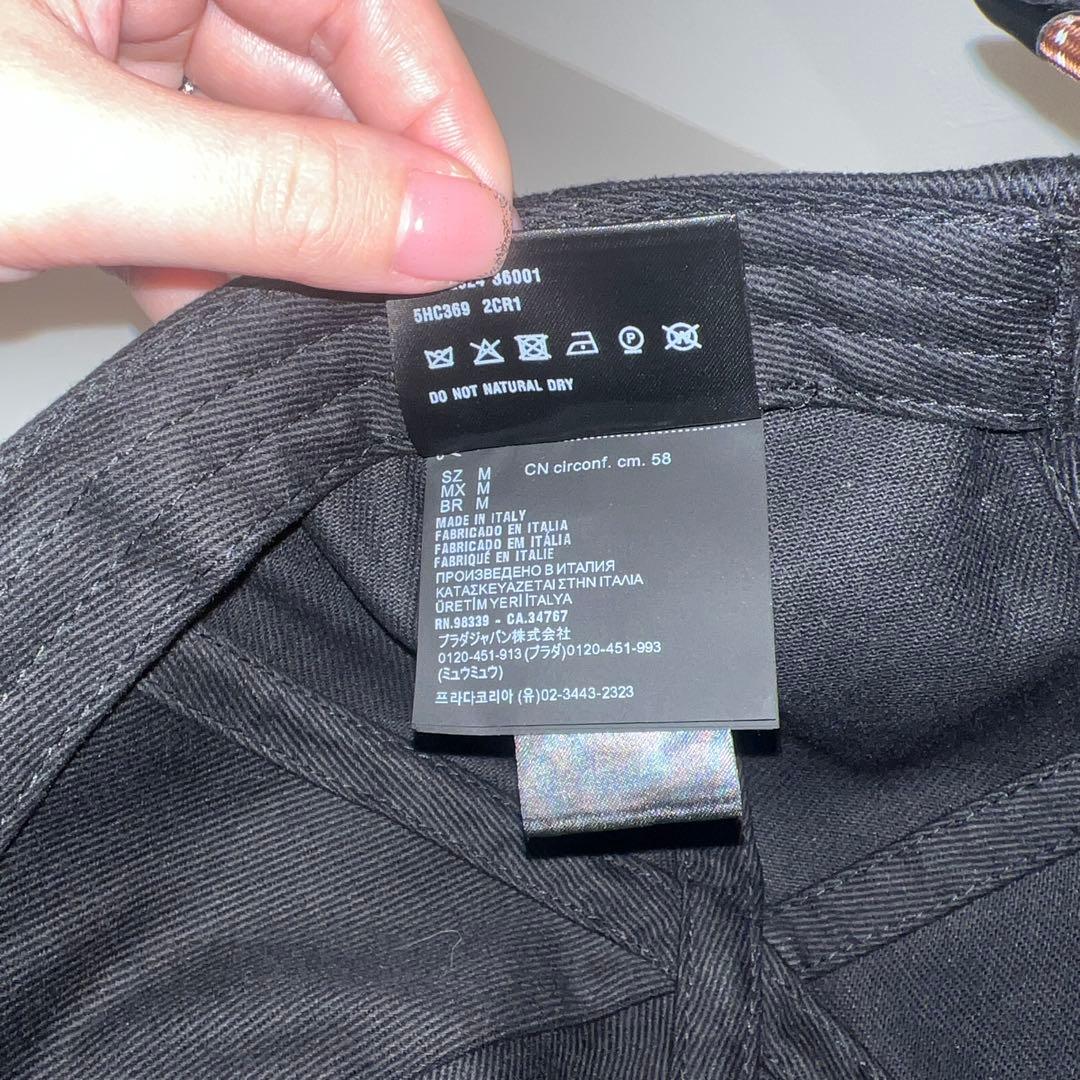 36001
5HC369 2CR1
P W
DO NOT NATURAL DRY
SZ M CN circonf. cm. 58
MX M
BR M
MADE IN ITALY
FABRICADO EN ITALIA
FABRICADO EM ITÁLIA
FABRIQUÉ EN ITALIE
ПРОИЗВЕДЕНО В ИТАЛИЯ
ΚΑΤΑΣΚΕΥΑΖΕΤΑΙ ΣΤΗΝ ΙΤΑΛΙΑ
ÜRETİM YERİ İTALYA
RN.98339 - CA.34767
プラダジャパン株式会社
0120-451-913 (プラダ)0120-451-993
(ミュウミュウ)
프라다코리아 (유)02-3443-2323